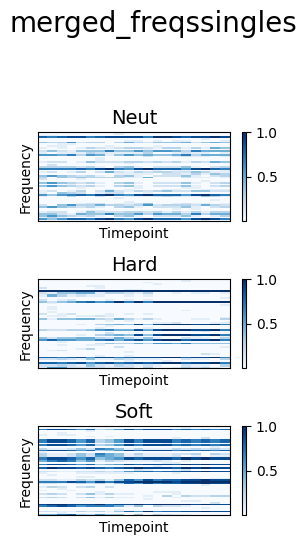 merged_freqssingles
Neut
Frequency
Timepoint
1.0
0.5
Hard
Frequency
Timepoint
1.0
0.5
Soft
Frequency
Timepoint
1.0
0.5